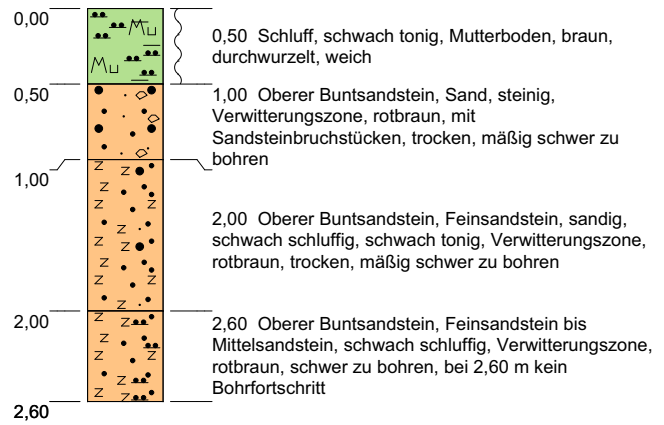 0,00
0,50 Schluff, schwach tonig, Mutterboden, braun,
durchwurzelt, weich
Mu
Mu
0,50
1,00 Oberer Buntsandstein, Sand, steinig,
Verwitterungszone, rotbraun, mit
Sandsteinbruchstücken, trocken, mäßig schwer zu
bohren
1,00
Z Z Z Z Z Z Z Z Z Z Z Z
2,00 Oberer Buntsandstein, Feinsandstein, sandig,
schwach schluffig, schwach tonig, Verwitterungszone,
rotbraun, trocken, mäßig schwer zu bohren
2,00
2,60 Oberer Buntsandstein, Feinsandstein bis
Mittelsandstein, schwach schluffig, Verwitterungszone,
rotbraun, schwer zu bohren, bei 2,60 m kein
Bohrfortschritt
2,60